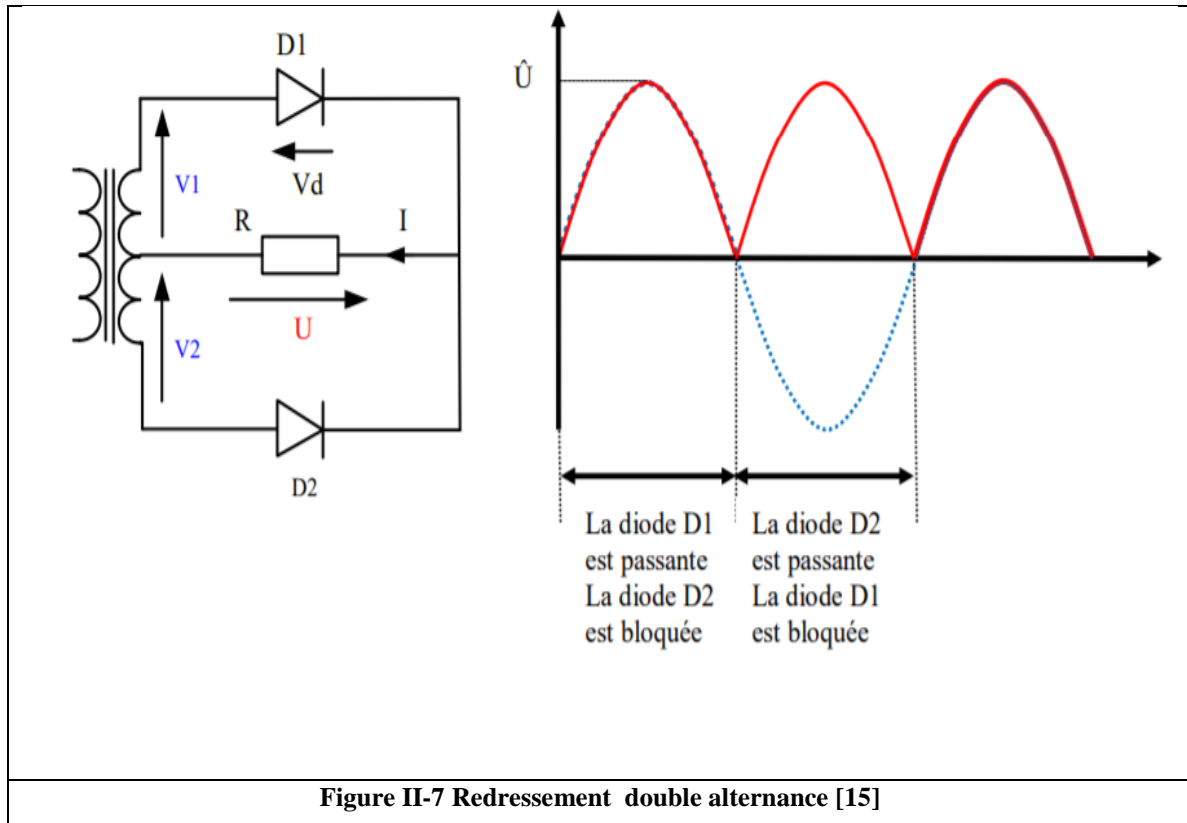 D1
V1
Vd
R
I
U
V2
D2
Û
La diode D1
est passante
La diode D2
est bloquée
La diode D2
est passante
La diode D1
est bloquée
Figure II-7 Redressement  double alternance [15]